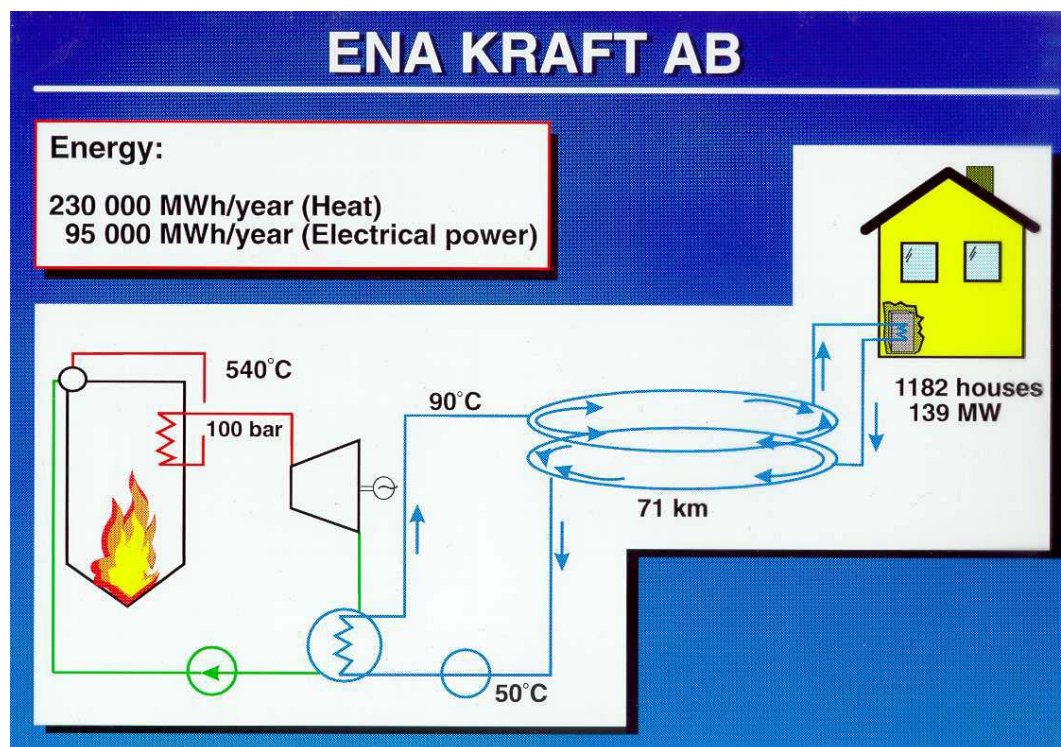 ENA KRAFT AB
Energy:
230 000 MWh/year (Heat)
95 000 MWh/year (Electrical power)
540°C
100 bar
90°C
1182 houses
139 MW
71 km
50°C